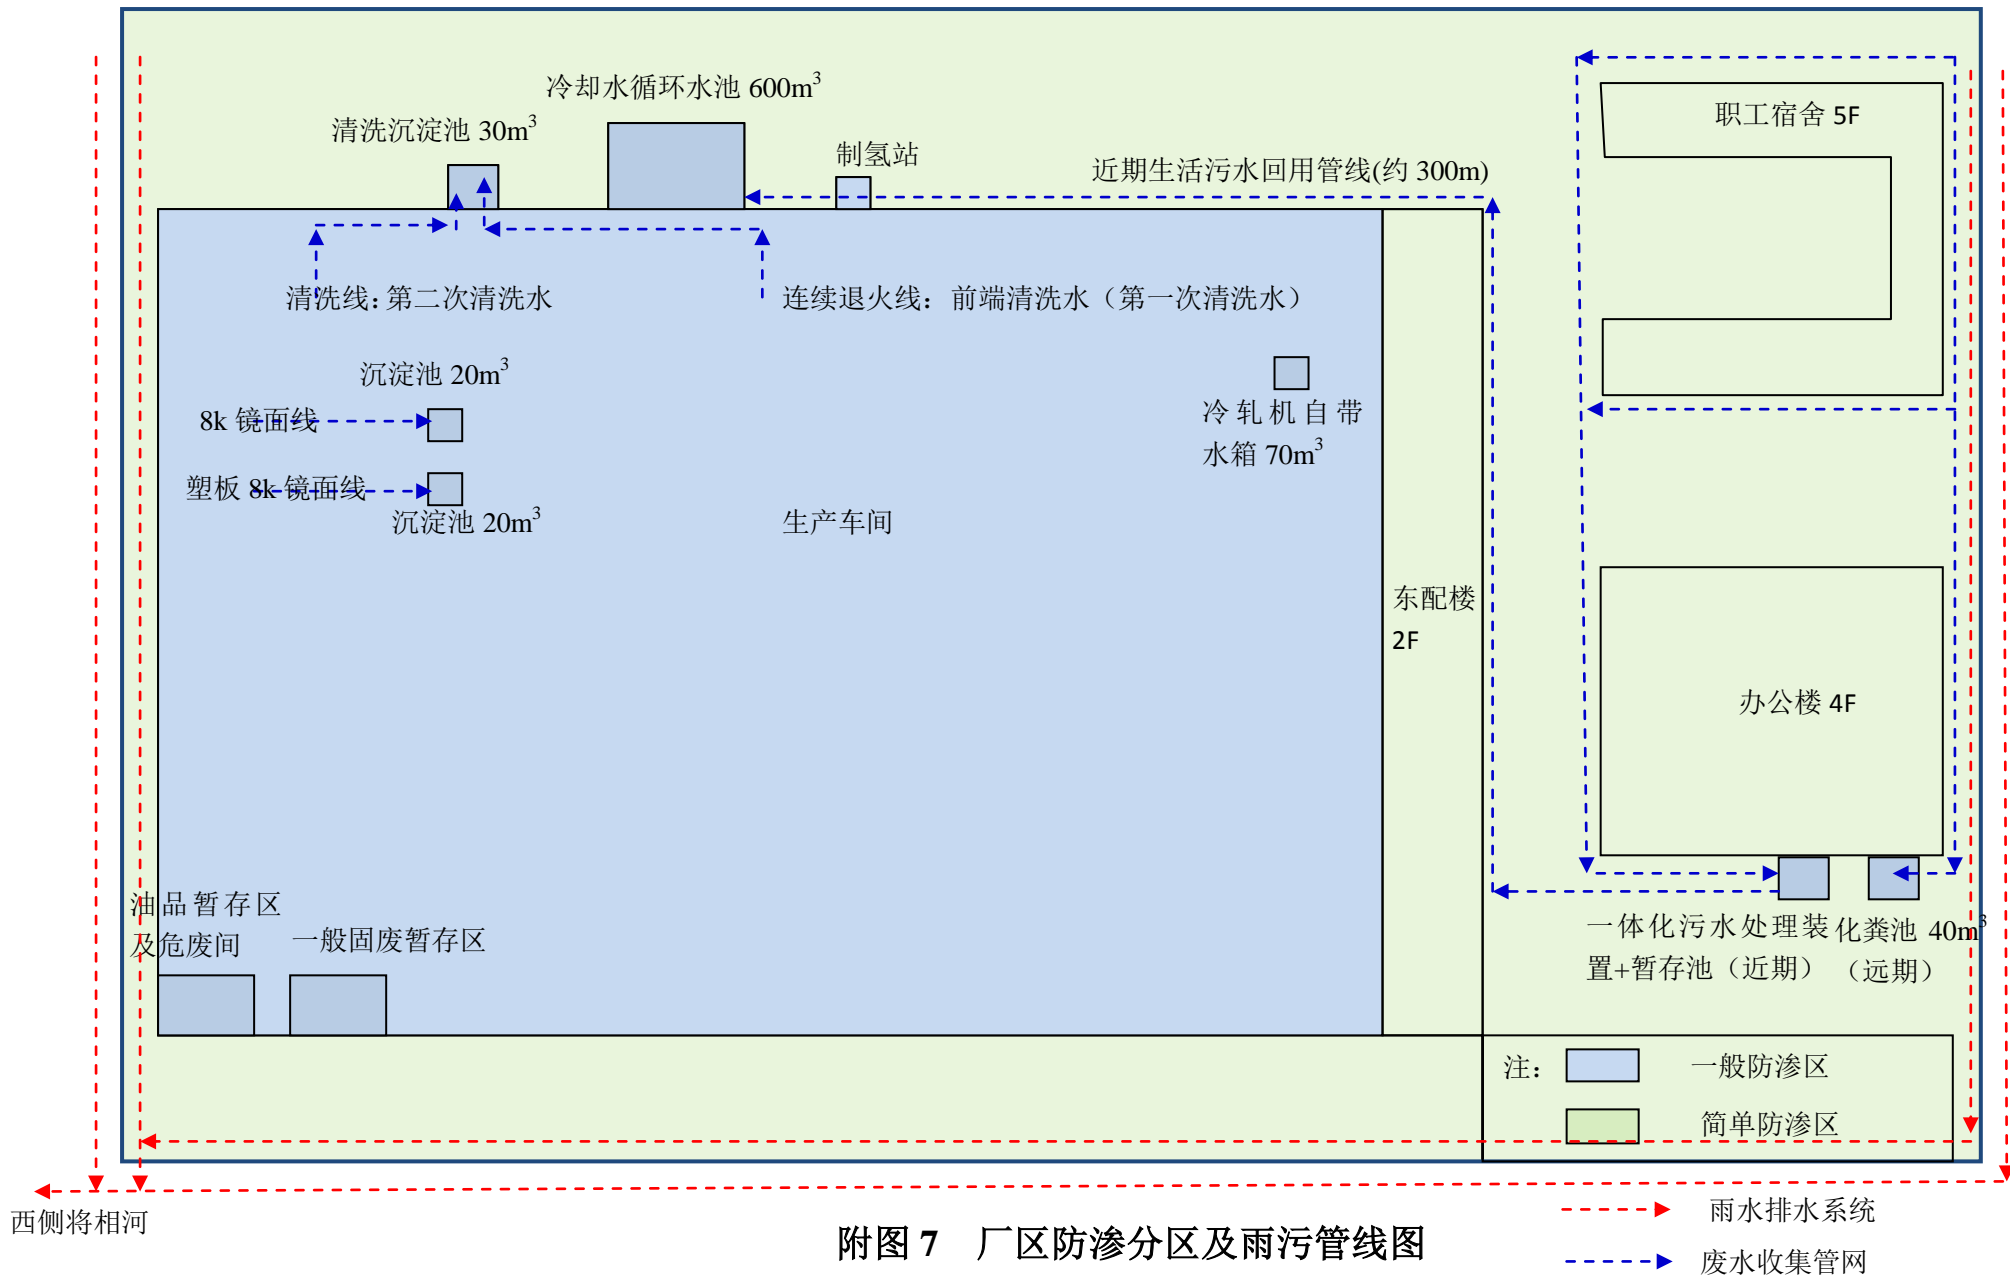 冷却水循环水池 600m³
清洗沉淀池 30m³
制氢站
职工宿舍 5F
近期生活污水回用管线(约 300m)
清洗线：第二次清洗水
连续退火线：前端清洗水（第一次清洗水）
沉淀池 20m³
8k 镜面线
冷轧机自带
水箱 70m³
塑板 8k 镜面线
沉淀池 20m³
生产车间
东配楼
2F
办公楼 4F
油品暂存区
及危废间
一般固废暂存区
一体化污水处理装
置+暂存池（近期）
化粪池 40m³
（远期）
注：
一般防渗区
简单防渗区
西侧将相河
附图 7 厂区防渗分区及雨污管线图
雨水排水系统
废水收集管网